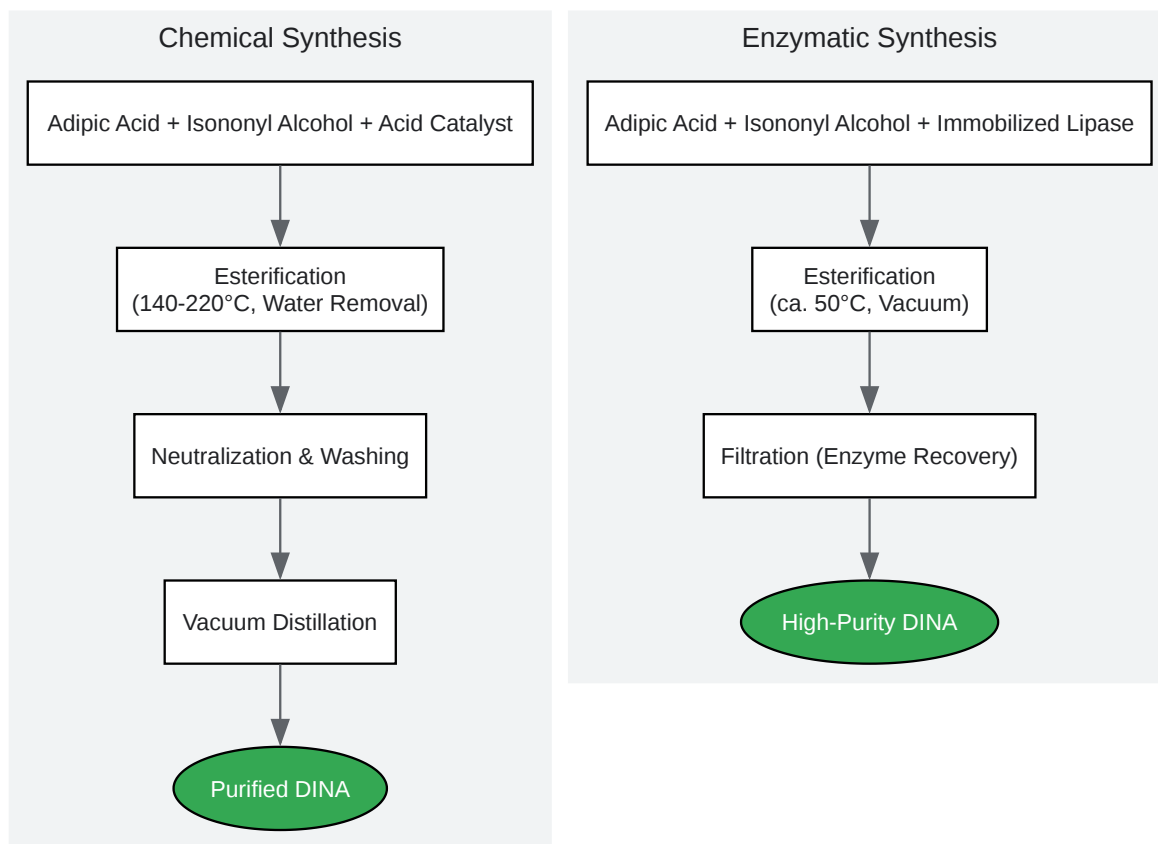 Chemical Synthesis
Adipic Acid + Isononyl Alcohol + Acid Catalyst
Esterification
(140-220°C, Water Removal)
Neutralization & Washing
Vacuum Distillation
Purified DINA
Enzymatic Synthesis
Adipic Acid + Isononyl Alcohol + Immobilized Lipase
Esterification
(ca. 50°C, Vacuum)
Filtration (Enzyme Recovery)
High-Purity DINA